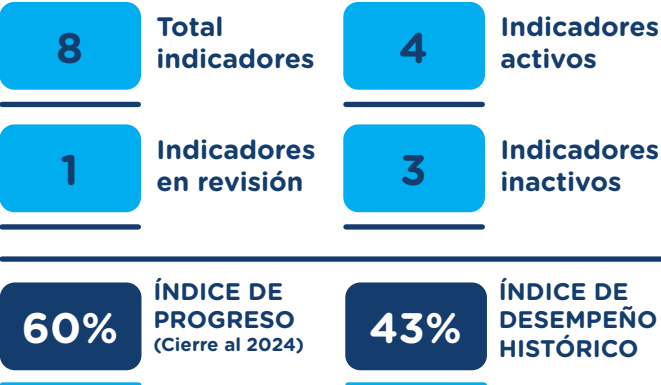 8
Total
indicadores
4
Indicadores
activos
1
Indicadores
en revisión
3
Indicadores
inactivos
60%
ÍNDICE DE
PROGRESO
(Cierre al 2024)
43%
ÍNDICE DE
DESEMPEÑO
HISTÓRICO